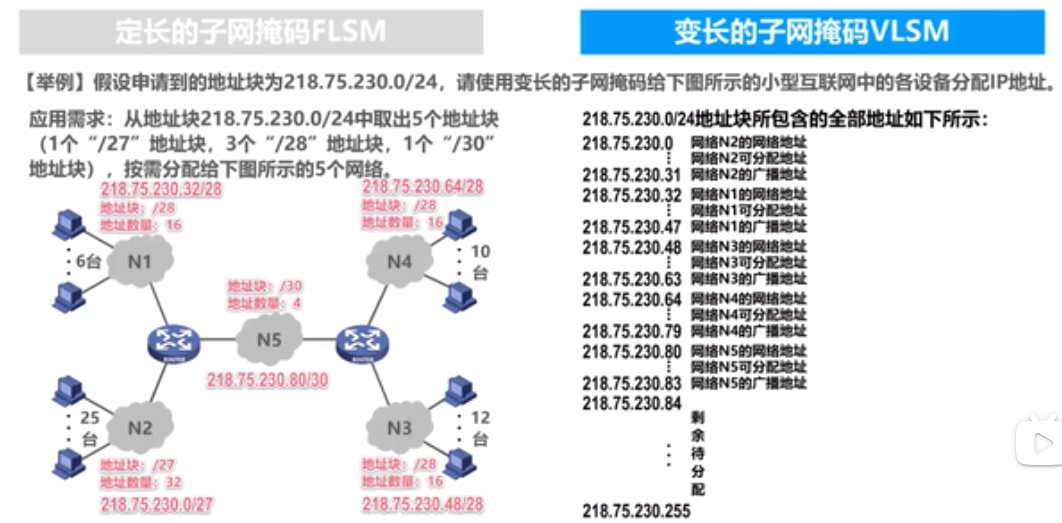 定长的子网掩码FLSM
变长的子网掩码VLSM
【举例】假设申请到的地址块为218.75.230.0/24，请使用变长的子网掩码给下图所示的小型互联网中的各设备分配IP地址。
应用需求：从地址块218.75.230.0/24中取出5个地址块
（1个“/27”地址块，3个“/28”地址块，1个“/30”
地址块），按需分配给下图所示的5个网络。
218.75.230.32/28
地址块：/28
地址数量：16
6台
N1
218.75.230.64/28
地址块：/28
地址数量：16
N4
10
台
地址块：/30
地址数量：4
N5
ROUTER
ROUTER
218.75.230.80/30
25
台
N2
地址块：/27
地址数量：32
218.75.230.0/27
N3
12
台
地址块：/28
地址数量：16
218.75.230.48/28
218.75.230.0/24地址块所包含的全部地址如下所示：
218.75.230.0 网络N2的网络地址
网络N2可分配地址
218.75.230.31 网络N2的广播地址
218.75.230.32 网络N1的网络地址
网络N1可分配地址
218.75.230.47 网络N1的广播地址
218.75.230.48 网络N3的网络地址
网络N3可分配地址
218.75.230.63 网络N3的广播地址
218.75.230.64 网络N4的网络地址
网络N4可分配地址
218.75.230.79 网络N4的广播地址
218.75.230.80 网络N5的网络地址
网络N5可分配地址
218.75.230.83 网络N5的广播地址
218.75.230.84
剩余待分配
218.75.230.255